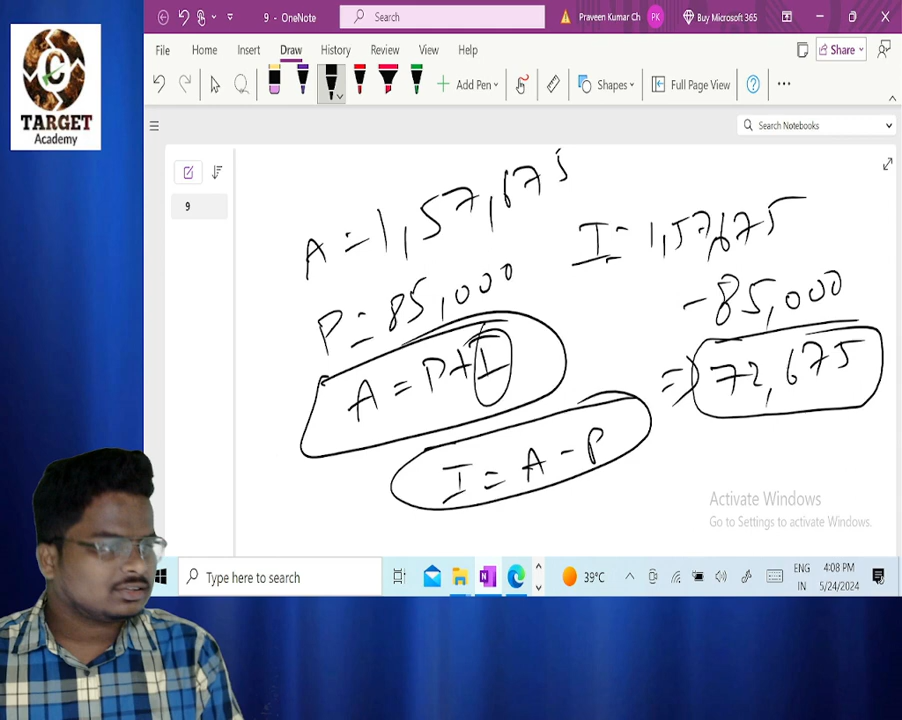 9 - OneNote
Search
Praveen Kumar Ch
PK
Buy Microsoft 365
TARGET
Academy
File Home Insert Draw History Review View Help
Share
Add Pen
Shapes
Full Page View
Search Notebooks
9
A = 1,57,675
P = 85,000
A = P + I
I = A - P
I = 1,57,675
- 85,000
=> 72,675
Activate Windows
Go to Settings to activate Windows.
Type here to search
39°C
ENG
IN
4:08 PM
5/24/2024